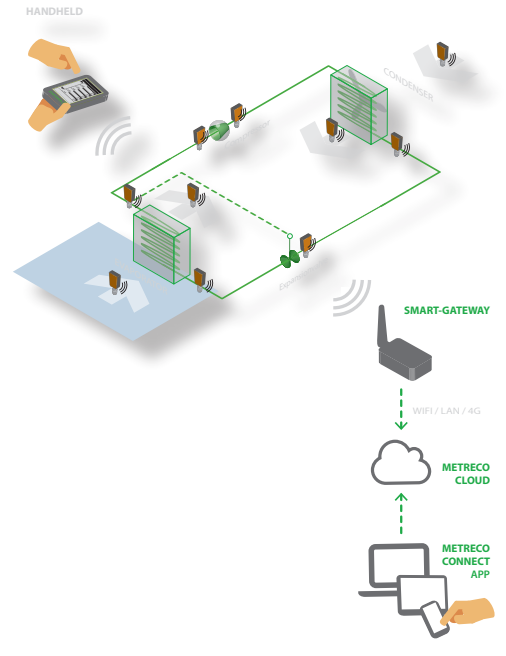 HANDHELD
CONDENSER
SMART-GATEWAY
WIFI / LAN / 4G
METRECO
CLOUD
METRECO
CONNECT
APP